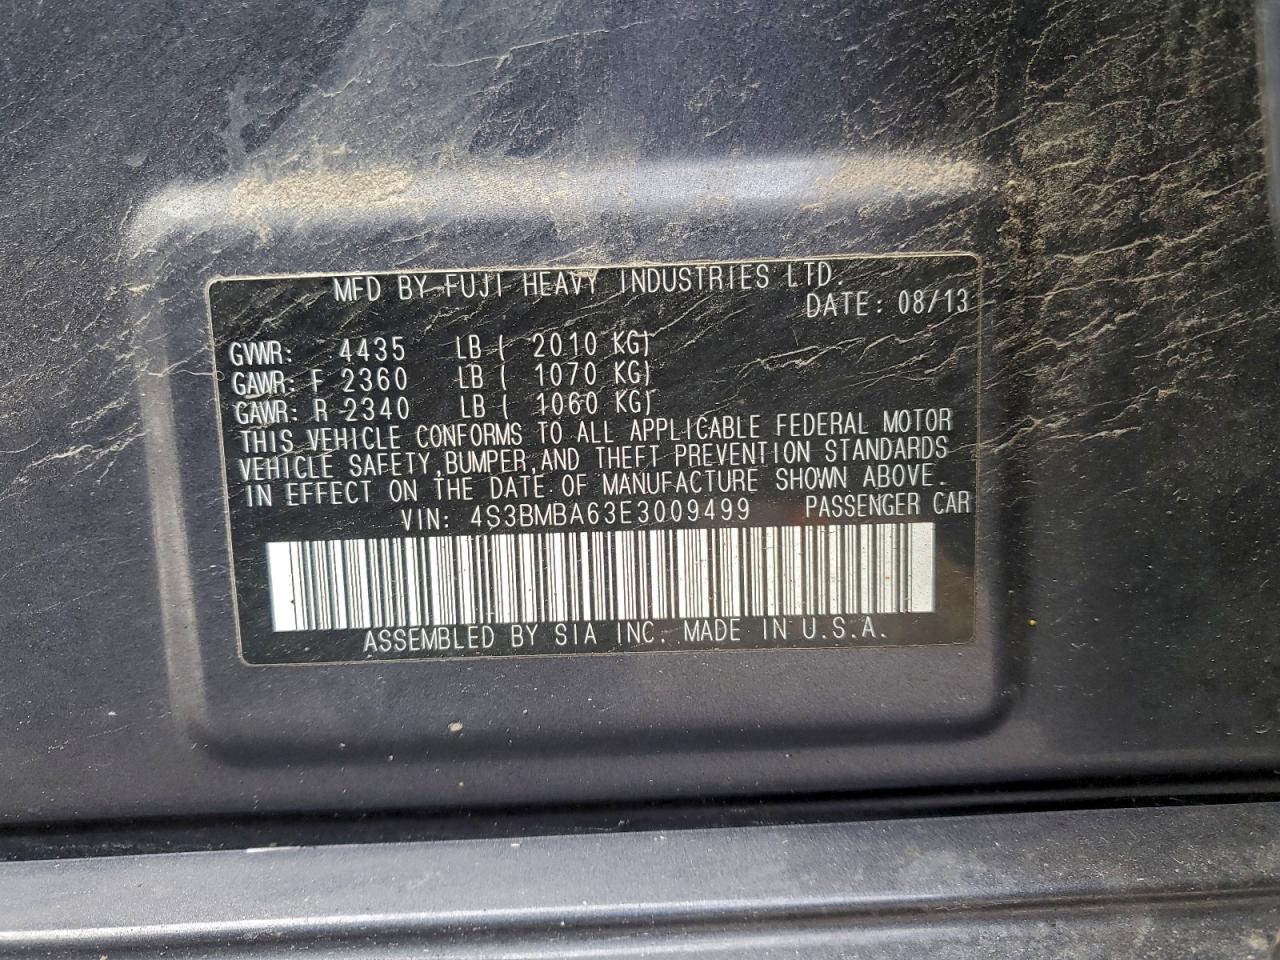 MFD BY FUJI HEAVY INDUSTRIES LTD.
DATE: 08/13
GVWR: 4435 LB ( 2010 KG)
GAWR: F 2360 LB ( 1070 KG)
GAWR: R 2340 LB ( 1060 KG)
THIS VEHICLE CONFORMS TO ALL APPLICABLE FEDERAL MOTOR
VEHICLE SAFETY,BUMPER,AND THEFT PREVENTION STANDARDS
IN EFFECT ON THE DATE OF MANUFACTURE SHOWN ABOVE.
VIN: 4S3BMBA63E3009499 PASSENGER CAR
ASSEMBLED BY SIA INC. MADE IN U.S.A.